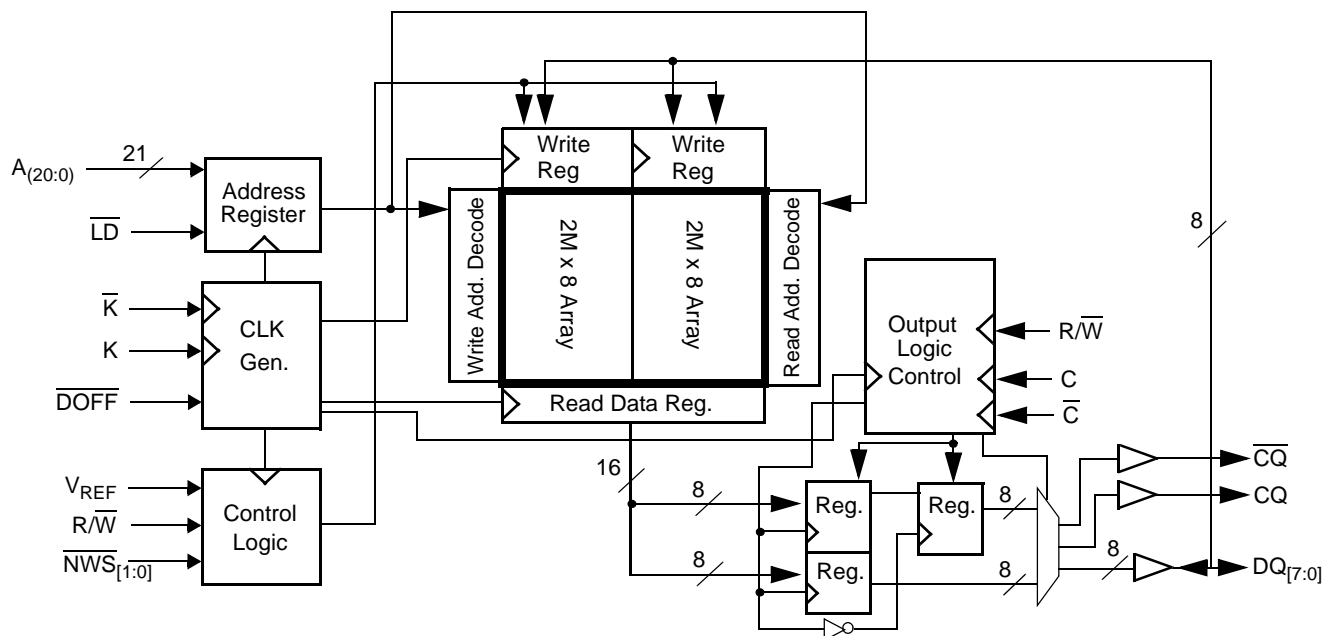 A(20:0)
21
LD
Address
Register
K
K
DOFF
CLK
Gen.
VREF
R/W
NWS[1:0]
Control
Logic
Write
Reg
Write
Reg
Write Add. Decode
2M x 8 Array
2M x 8 Array
Read Add. Decode
Read Data Reg.
16
8
8
Output
Logic
Control
R/W
C
C
8
Reg.
Reg.
Reg.
8
8
8
CQ
CQ
DQ[7:0]